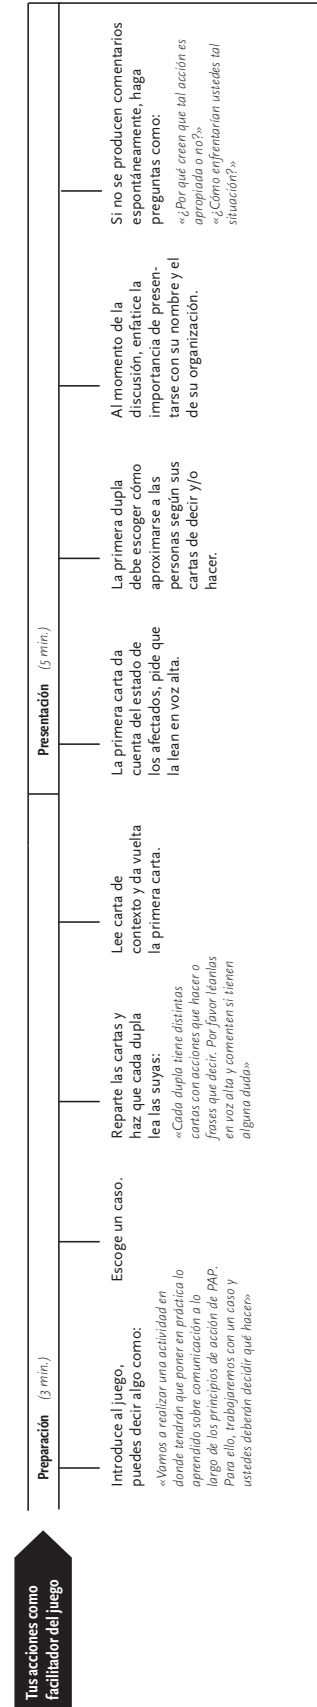 Tus acciones como
facilitador del juego
Preparación (3 min.)
Introduce al juego,
puedes decir algo como:
«Vamos a realizar una actividad en
donde tendrán que poner en práctica lo
aprendido sobre comunicación a lo
largo de los principios de acción de PAP.
Para ello, trabajaremos con un caso y
ustedes deberán decidir qué hacer»
Escoge un caso.
Reparte las cartas y
haz que cada dupla
lea las suyas:
«Cada dupla tiene distintas
cartas con acciones que hacer o
frases que decir. Por favor léanlas
en voz alta y comenten si tienen
alguna duda»
Lee carta de
contexto y da vuelta
la primera carta.
Presentación (5 min.)
La primera carta da
cuenta del estado de
los afectados, pide que
la lean en voz alta.
La primera dupla
debe escoger cómo
aproximarse a las
personas según sus
cartas de decir y/o
hacer.
Al momento de la
discusión, enfatice la
importancia de presen-
tarse con su nombre y el
de su organización.
Si no se producen comentarios
espontáneamente, haga
preguntas como:
«¿Por qué creen que tal acción es
apropiada o no?»
«¿Cómo enfrentarían ustedes tal
situación?»